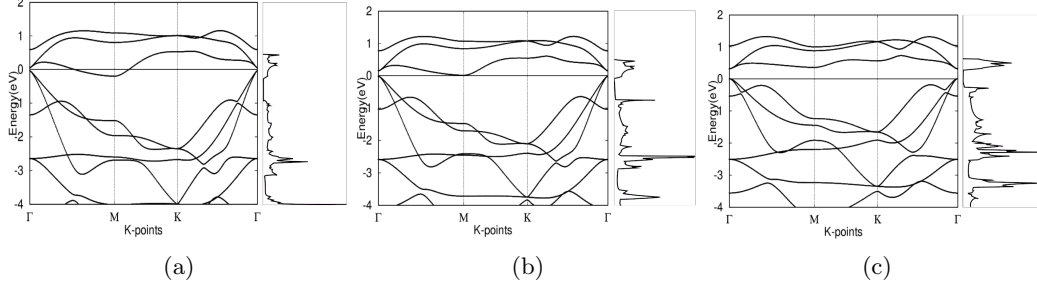 2
1
0
-1
-2
-3
-4
Energy(eV)
Γ M K Γ
K-points
(a)
2
1
0
-1
-2
-3
-4
Energy(eV)
Γ M K Γ
K-points
(b)
2
1
0
-1
-2
-3
-4
Energy(eV)
Γ M K Γ
K-points
(c)